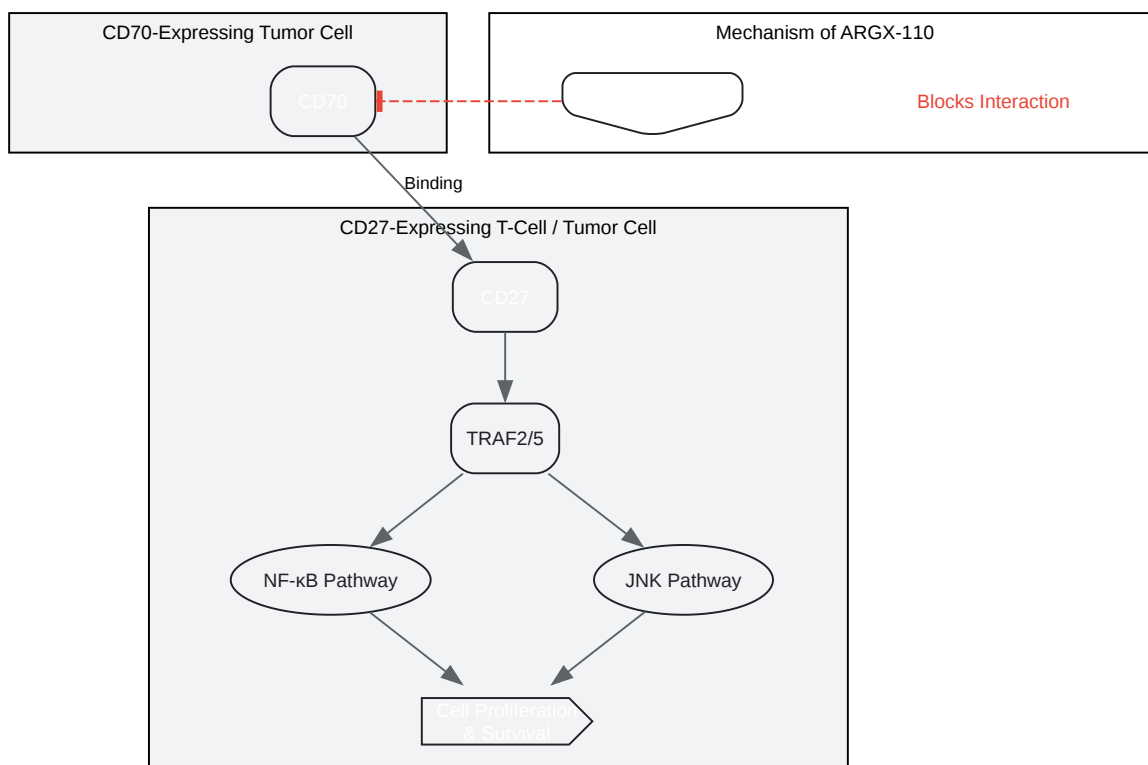 CD70-Expressing Tumor Cell
Mechanism of ARGX-110
CD70
Blocks Interaction
Binding
CD27-Expressing T-Cell / Tumor Cell
CD27
TRAF2/5
NF-κB Pathway
JNK Pathway
Cell Proliferation
& Survival